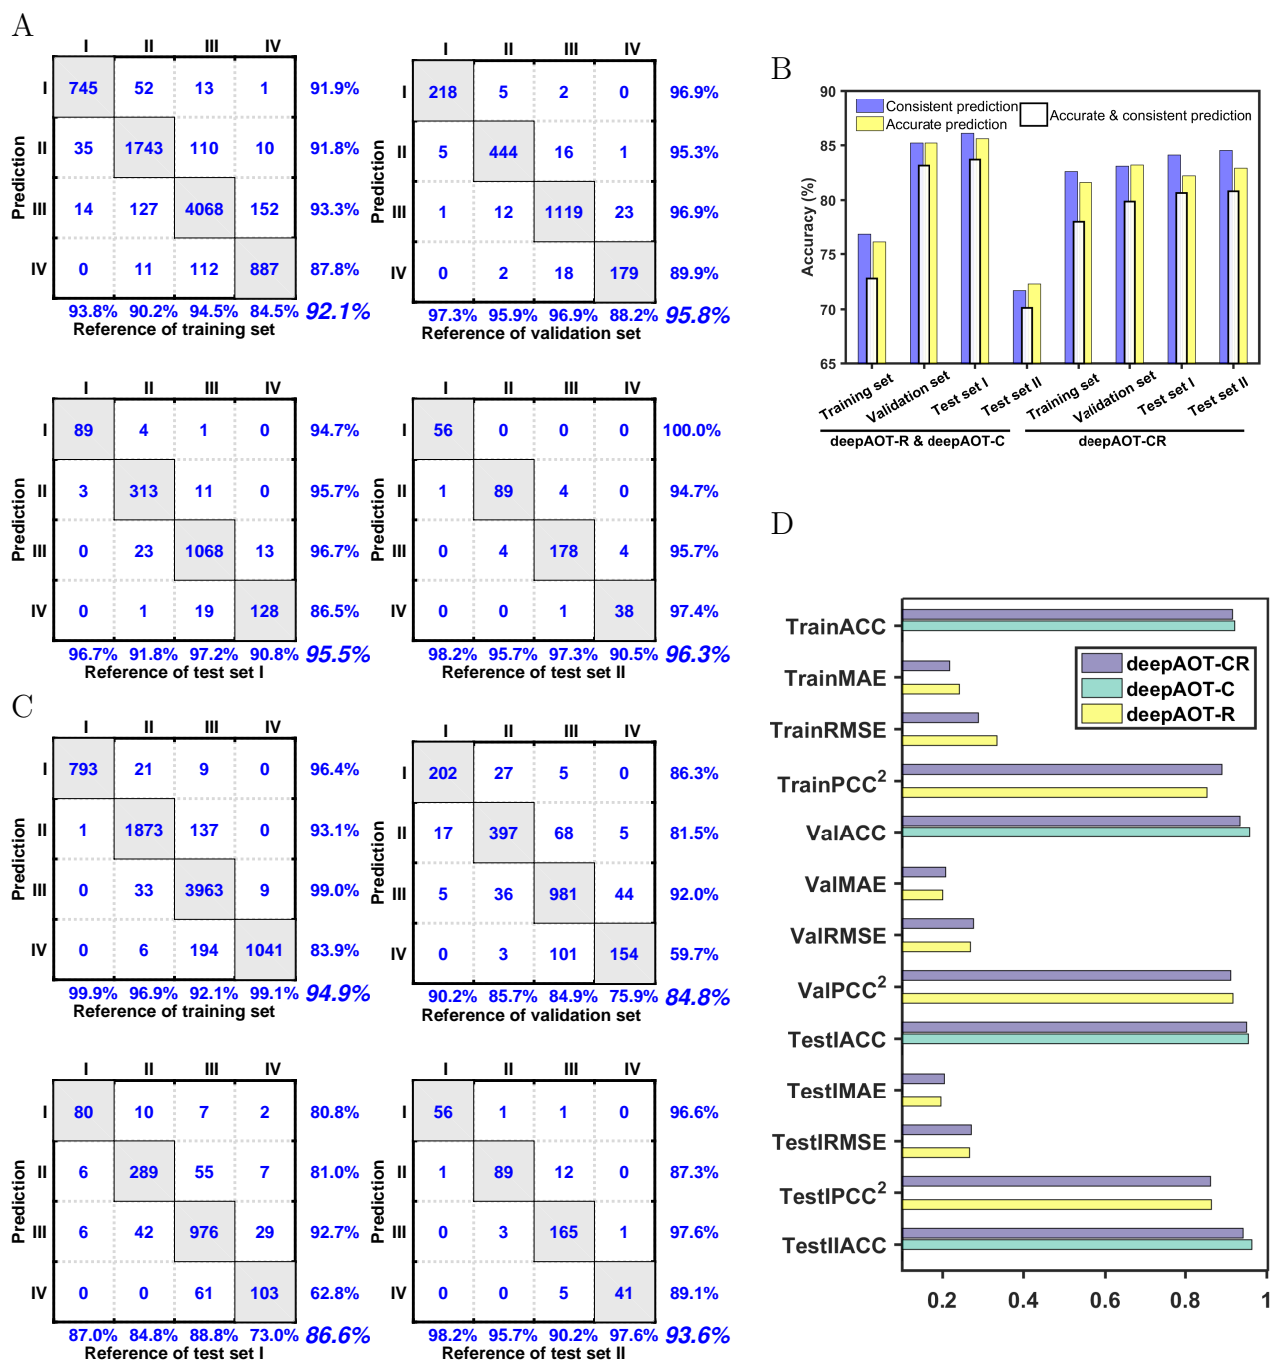 A
I II III IV
I 745 52 13 1 91.9%
II 35 1743 110 10 91.8%
III 14 127 4068 152 93.3%
IV 0 11 112 887 87.8%
93.8% 90.2% 94.5% 84.5% 92.1%
Prediction
Reference of training set
I II III IV
I 218 5 2 0 96.9%
II 5 444 16 1 95.3%
III 1 12 1119 23 96.9%
IV 0 2 18 179 89.9%
97.3% 95.9% 96.9% 88.2% 95.8%
Prediction
Reference of validation set
I II III IV
I 89 4 1 0 94.7%
II 3 313 11 0 95.7%
III 0 23 1068 13 96.7%
IV 0 1 19 128 86.5%
96.7% 91.8% 97.2% 90.8% 95.5%
Prediction
Reference of test set I
I II III IV
I 56 0 0 0 100.0%
II 1 89 4 0 94.7%
III 0 4 178 4 95.7%
IV 0 0 1 38 97.4%
98.2% 95.7% 97.3% 90.5% 96.3%
Prediction
Reference of test set II
B
90
85
80
75
70
65
Accuracy (%)
Consistent prediction
Accurate prediction
Accurate & consistent prediction
Training set Validation set Test set I Test set II Training set Validation set Test set I Test set II
deepAOT-R & deepAOT-C deepAOT-CR
C
I II III IV
I 793 21 9 0 96.4%
II 1 1873 137 0 93.1%
III 0 33 3963 9 99.0%
IV 0 6 194 1041 83.9%
99.9% 96.9% 92.1% 99.1% 94.9%
Prediction
Reference of training set
I II III IV
I 202 27 5 0 86.3%
II 17 397 68 5 81.5%
III 5 36 981 44 92.0%
IV 0 3 101 154 59.7%
90.2% 85.7% 84.9% 75.9% 84.8%
Prediction
Reference of validation set
I II III IV
I 80 10 7 2 80.8%
II 6 289 55 7 81.0%
III 6 42 976 29 92.7%
IV 0 0 61 103 62.8%
87.0% 84.8% 88.8% 73.0% 86.6%
Prediction
Reference of test set I
I II III IV
I 56 1 1 0 96.6%
II 1 89 12 0 87.3%
III 0 3 165 1 97.6%
IV 0 0 5 41 89.1%
98.2% 95.7% 90.2% 97.6% 93.6%
Prediction
Reference of test set II
D
TrainACC
TrainMAE
TrainRMSE
TrainPCC²
ValACC
ValMAE
ValRMSE
ValPCC²
TestIACC
TestIMAE
TestIRMSE
TestIPCC²
TestIIACC
deepAOT-CR
deepAOT-C
deepAOT-R
0.2 0.4 0.6 0.8 1